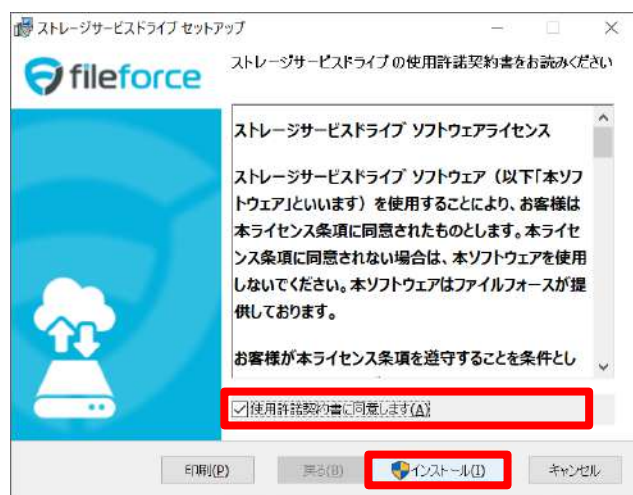 ストレージサービスドライブ セットアップ
fileforce
ストレージサービスドライブ の使用許諾契約書をお読みください
ストレージサービスドライブ ソフトウェアライセンス
ストレージサービスドライブ ソフトウェア（以下「本ソフ
トウェア」といいます）を使用することにより、お客様は
本ライセンス条項に同意されたものとします。本ライセ
ンス条項に同意されない場合は、本ソフトウェアを使用
しないでください。本ソフトウェアはファイルフォースが提
供しております。
お客様が本ライセンス条項を遵守することを条件とし
使用許諾契約書に同意します(A)
印刷(P) 戻る(B) インストール(I) キャンセル